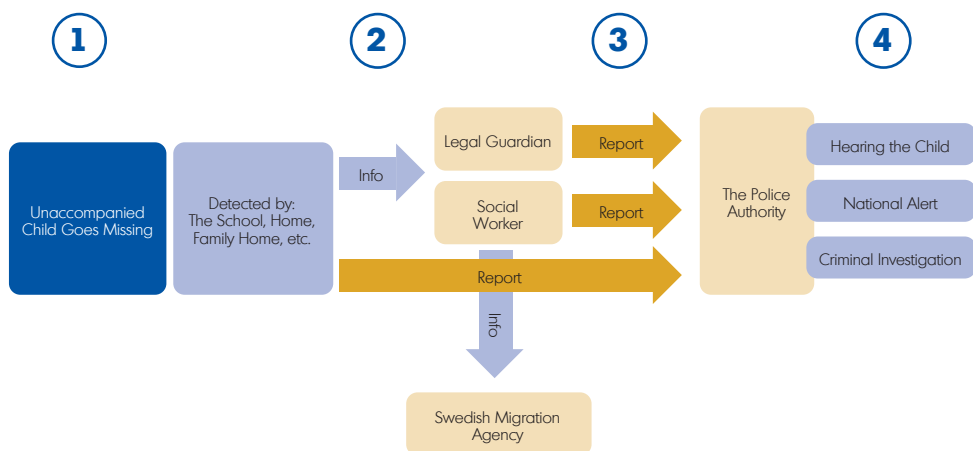 1
2
3
4
Unaccompanied
Child Goes Missing
Detected by:
The School, Home,
Family Home, etc.
Info
Legal Guardian
Social
Worker
Report
Report
Report
Info
Swedish Migration
Agency
The Police
Authority
Hearing the Child
National Alert
Criminal Investigation